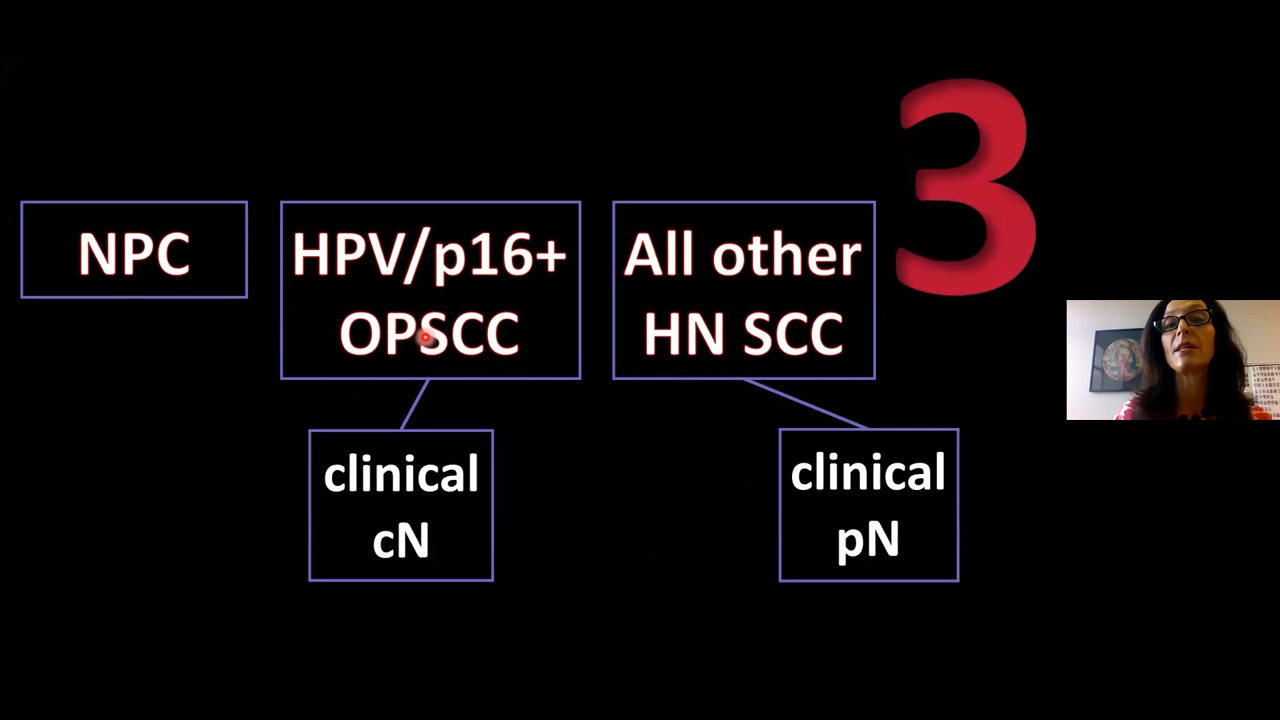 3
NPC
HPV/p16+
OPSCC
All other
HN SCC
clinical
cN
clinical
pN